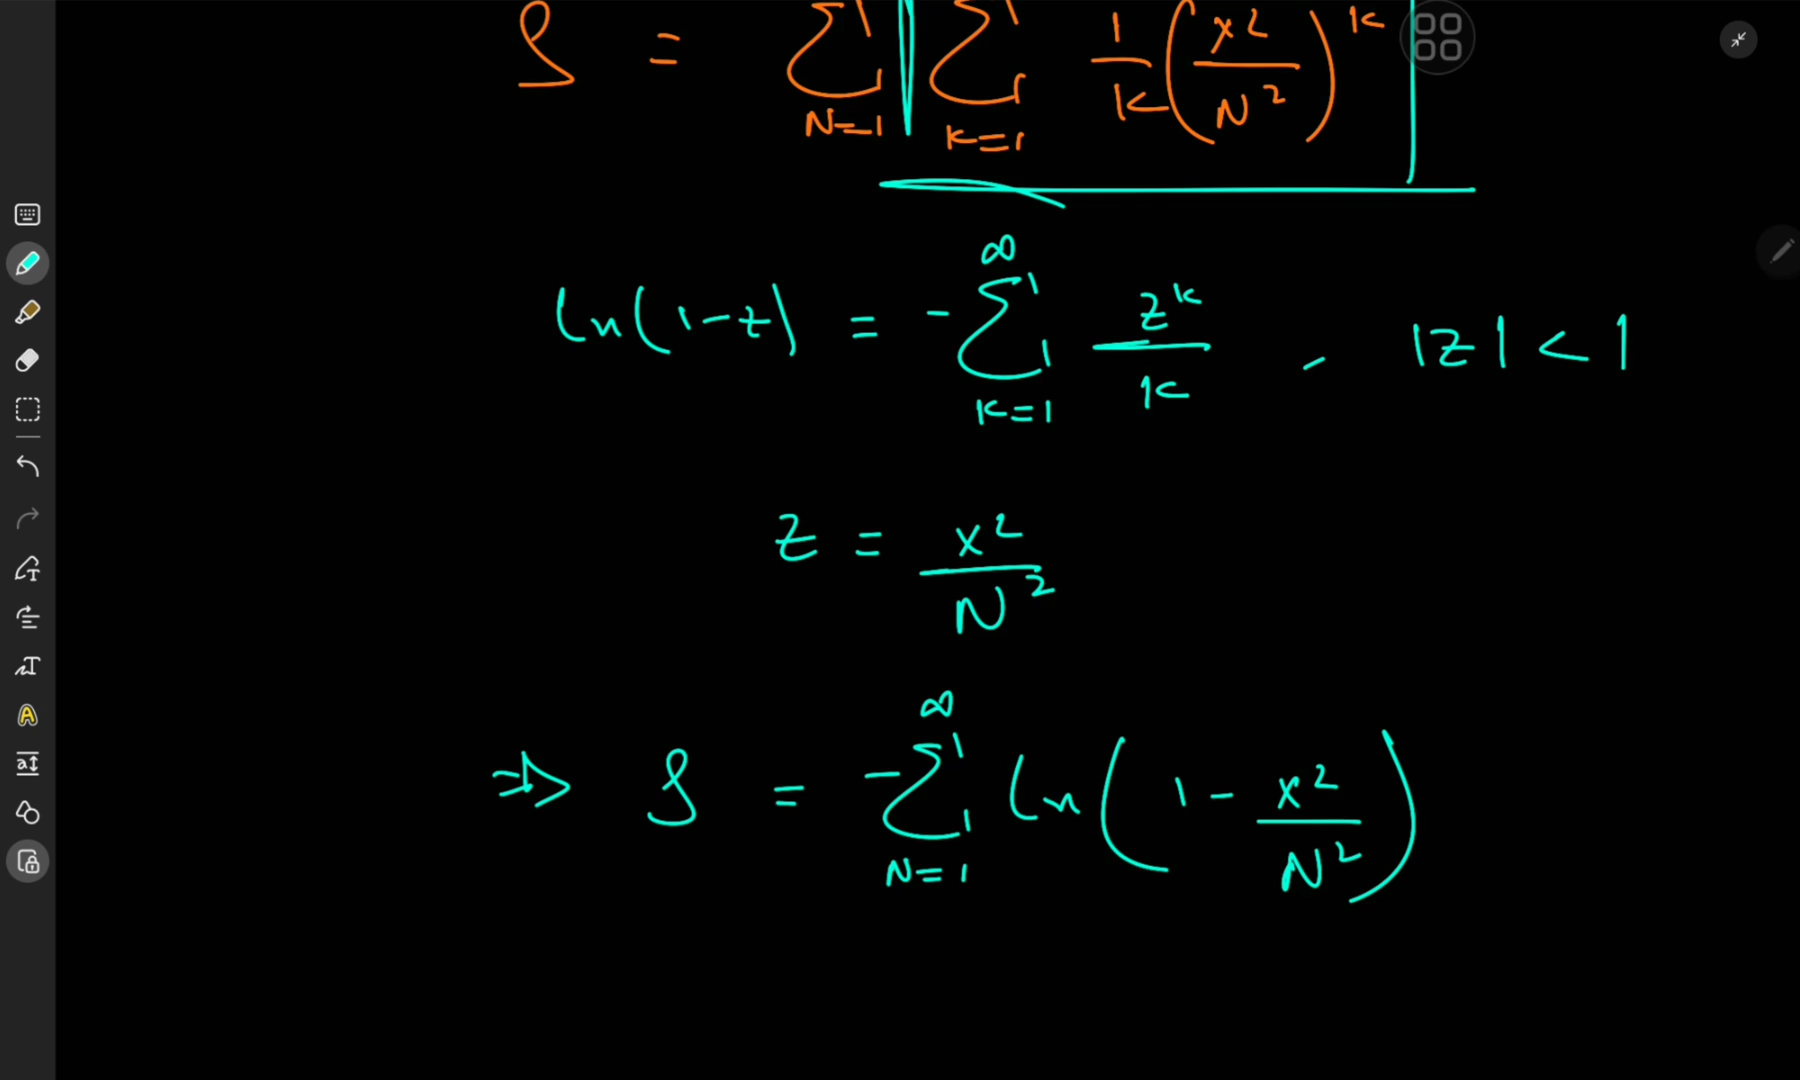 S = Σ_{N=1} Σ_{k=1} 1/k (x²/N²)^k
ln(1-z) = -Σ_{k=1}^{∞} z^k/k , |z| < 1
z = x²/N²
⇒ S = -Σ_{N=1}^{∞} ln(1 - x²/N²)